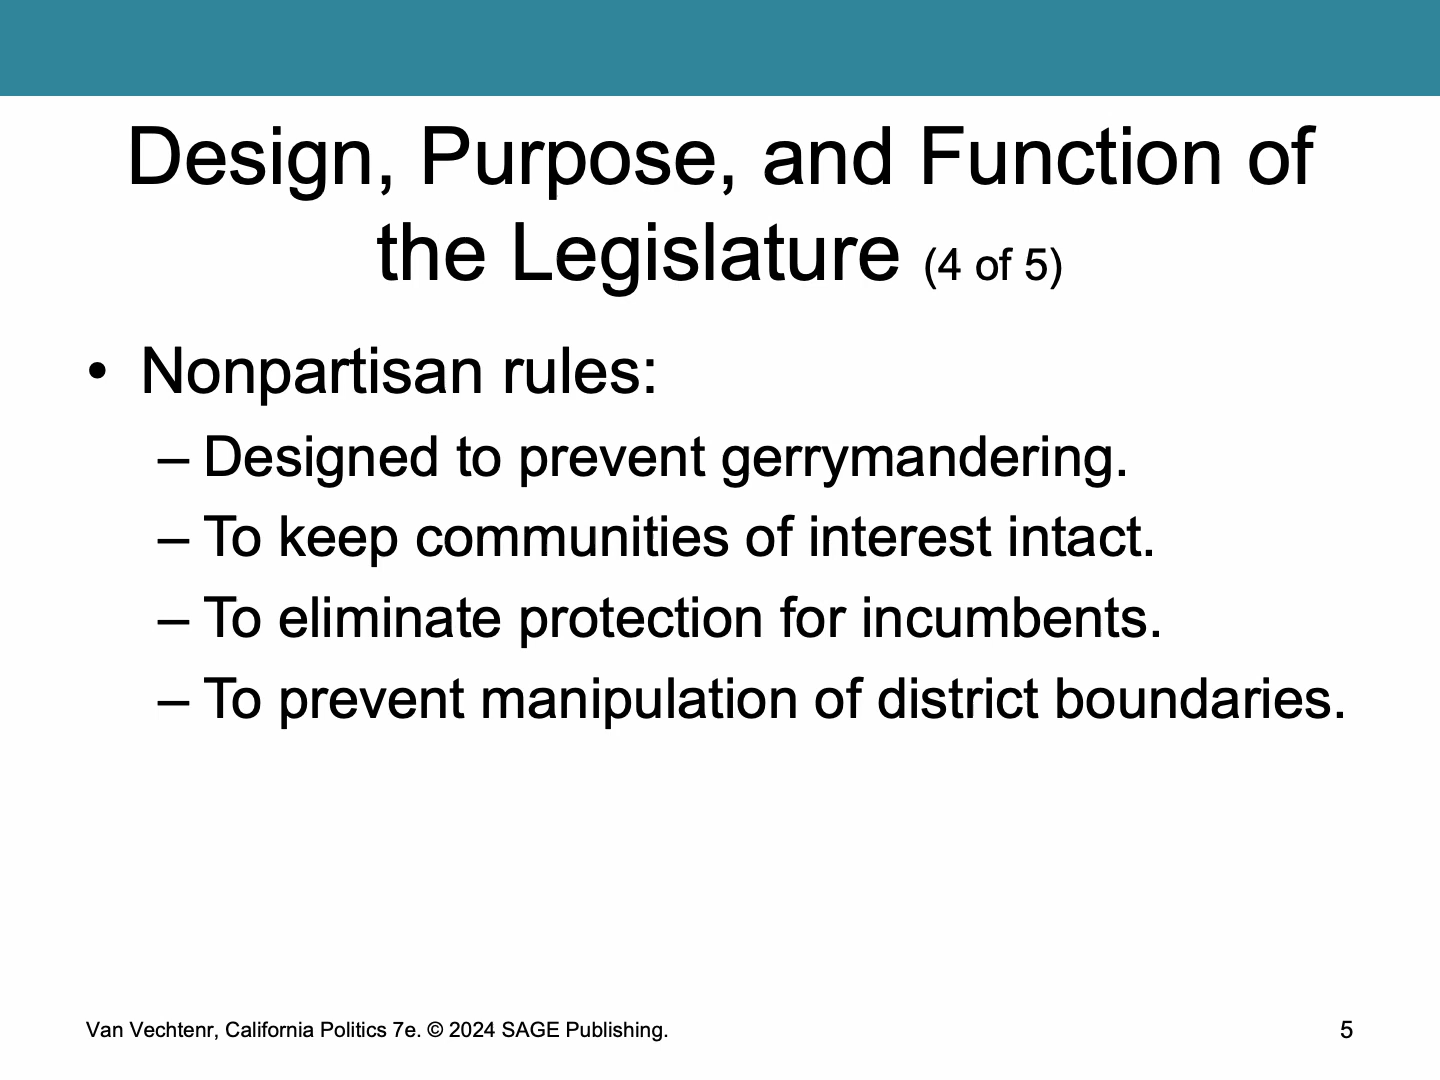 Design, Purpose, and Function of
the Legislature (4 of 5)
• Nonpartisan rules:
– Designed to prevent gerrymandering.
– To keep communities of interest intact.
– To eliminate protection for incumbents.
– To prevent manipulation of district boundaries.
Van Vechtenr, California Politics 7e. © 2024 SAGE Publishing.
5